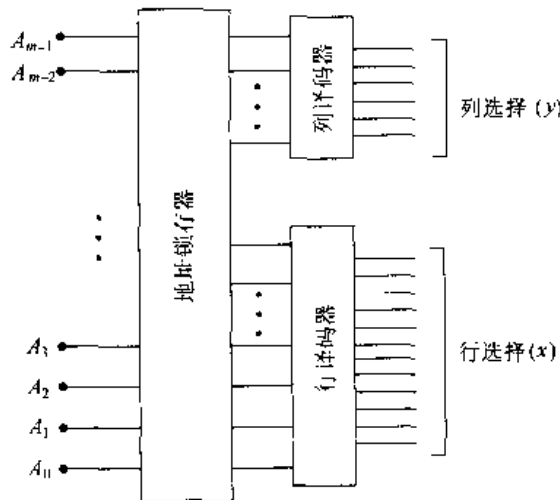 A_{m-1}
A_{m-2}
地址锁存器
列译码器
列选择 (y)
A_3
A_2
A_1
A_0
行译码器
行选择(x)